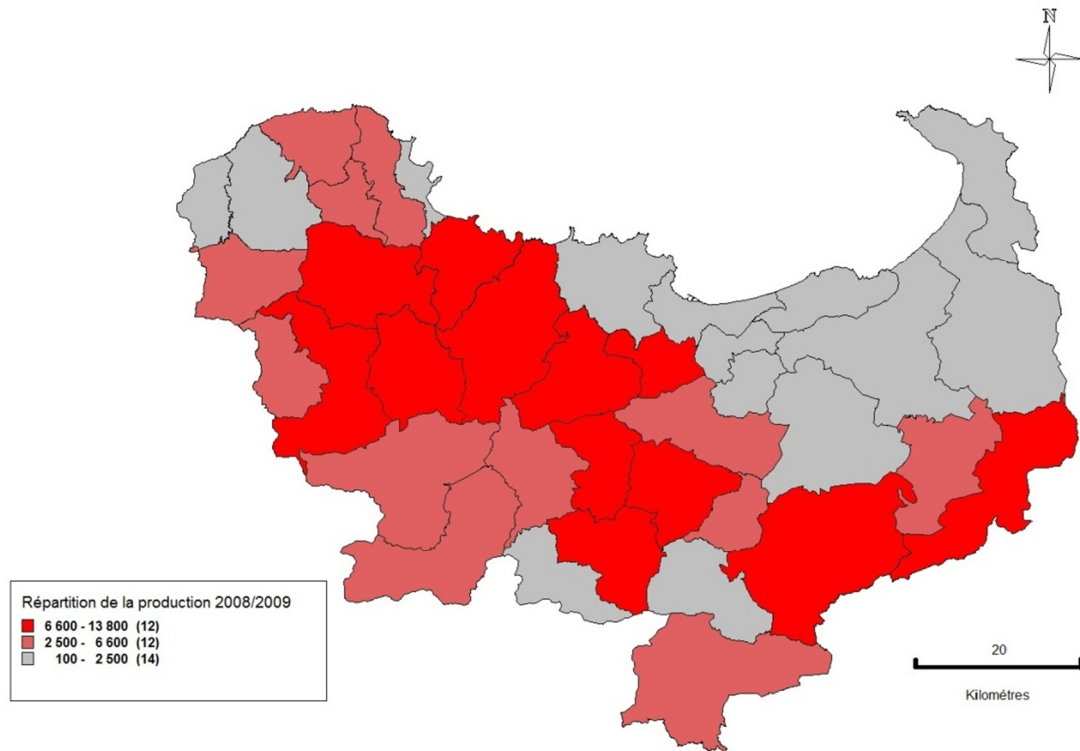 N
Répartition de la production 2008/2009
6 600 - 13 800 (12)
2 500 - 6 600 (12)
100 - 2 500 (14)
20
Kilométres